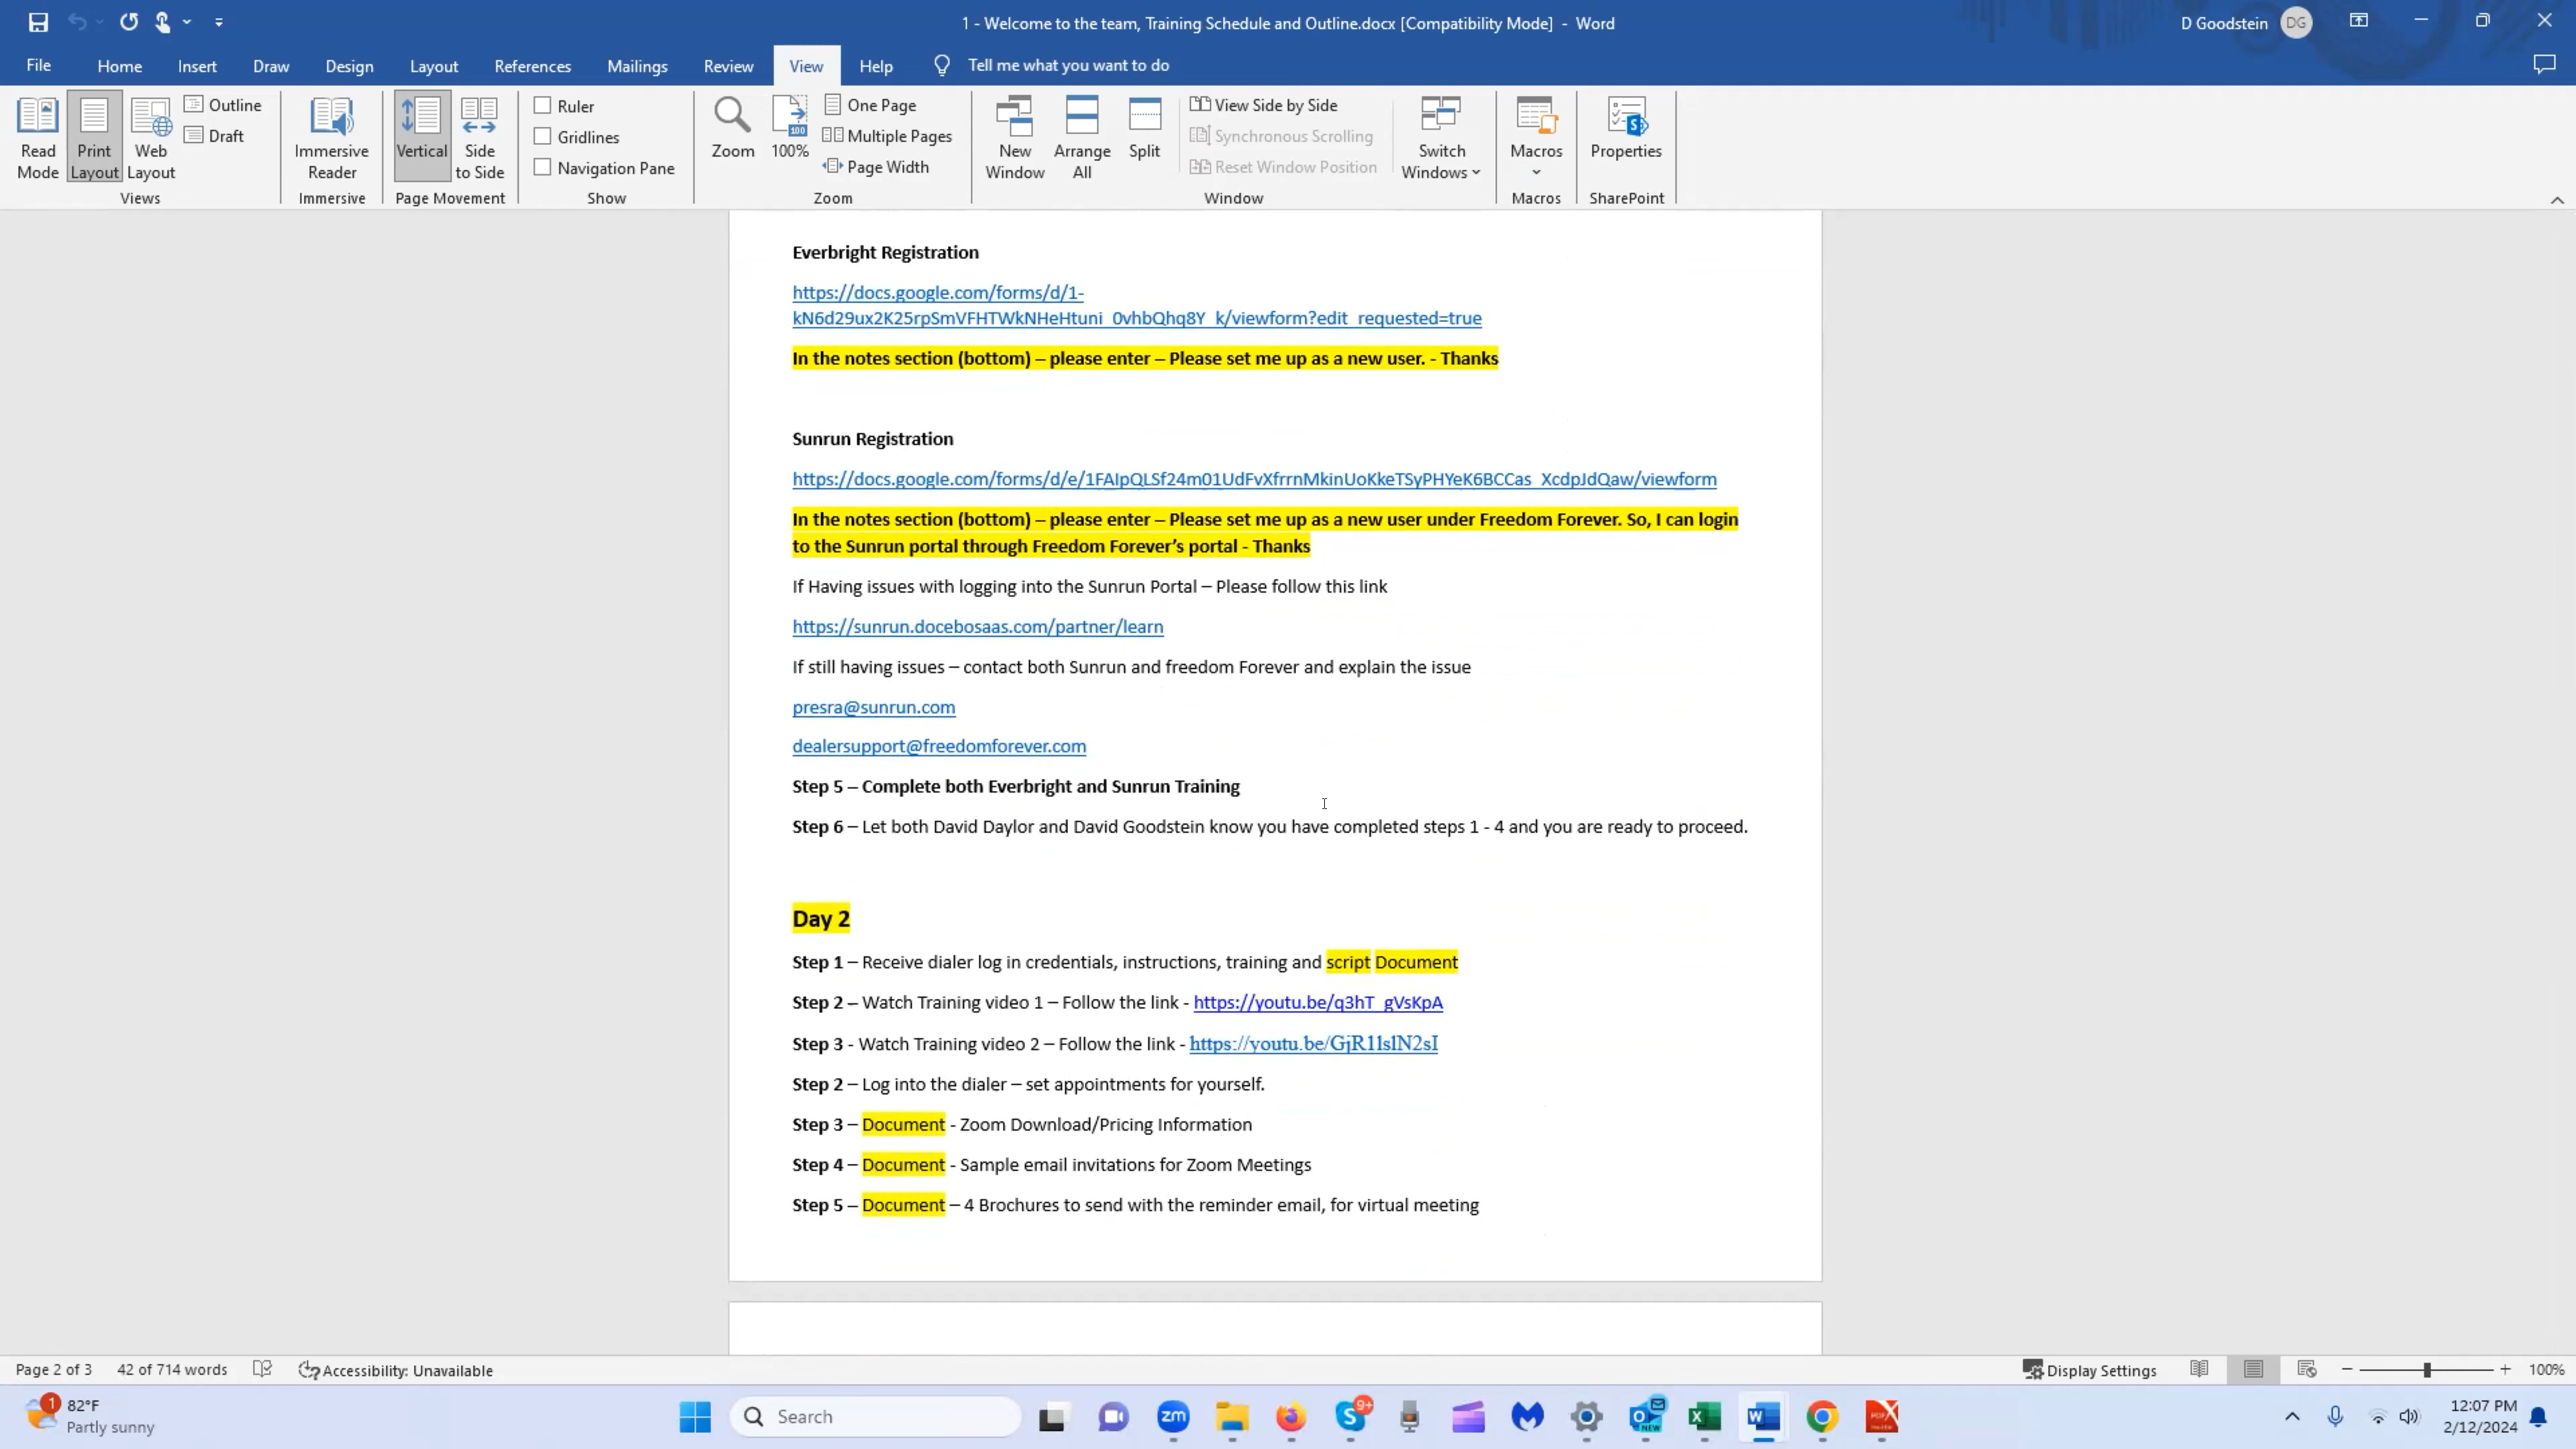 1 - Welcome to the team, Training Schedule and Outline.docx [Compatibility Mode] - Word
D Goodstein DG
File Home Insert Draw Design Layout References Mailings Review View Help Tell me what you want to do
Read Mode
Print Layout
Web Layout
Outline
Draft
Views
Immersive Reader
Immersive
Vertical
Side to Side
Page Movement
Ruler
Gridlines
Navigation Pane
Show
Zoom
100
100%
One Page
Multiple Pages
Page Width
Zoom
New Window
Arrange All
Split
View Side by Side
Synchronous Scrolling
Reset Window Position
Window
Switch Windows
Macros
Macros
Properties
SharePoint
Everbright Registration
https://docs.google.com/forms/d/1-
kN6d29ux2K25rpSmVFHTWkNHeHtuni_0vhbQhq8Y_k/viewform?edit_requested=true
In the notes section (bottom) – please enter – Please set me up as a new user. - Thanks
Sunrun Registration
https://docs.google.com/forms/d/e/1FAIpQLSf24m01UdFvXfrrnMkinUoKkeTSyPHYeK6BCCas_XcdpJdQaw/viewform
In the notes section (bottom) – please enter – Please set me up as a new user under Freedom Forever. So, I can login
to the Sunrun portal through Freedom Forever’s portal - Thanks
If Having issues with logging into the Sunrun Portal – Please follow this link
https://sunrun.docebosaas.com/partner/learn
If still having issues – contact both Sunrun and freedom Forever and explain the issue
presra@sunrun.com
dealersupport@freedomforever.com
Step 5 – Complete both Everbright and Sunrun Training
Step 6 – Let both David Daylor and David Goodstein know you have completed steps 1 - 4 and you are ready to proceed.
Day 2
Step 1 – Receive dialer log in credentials, instructions, training and script Document
Step 2 – Watch Training video 1 – Follow the link - https://youtu.be/q3hT_gVsKpA
Step 3 - Watch Training video 2 – Follow the link - https://youtu.be/GjR1lslN2sI
Step 2 – Log into the dialer – set appointments for yourself.
Step 3 – Document - Zoom Download/Pricing Information
Step 4 – Document - Sample email invitations for Zoom Meetings
Step 5 – Document – 4 Brochures to send with the reminder email, for virtual meeting
Page 2 of 3 42 of 714 words Accessibility: Unavailable Display Settings 100%
1
82°F
Partly sunny
Search
zm
9+
NEW
12:07 PM
2/12/2024